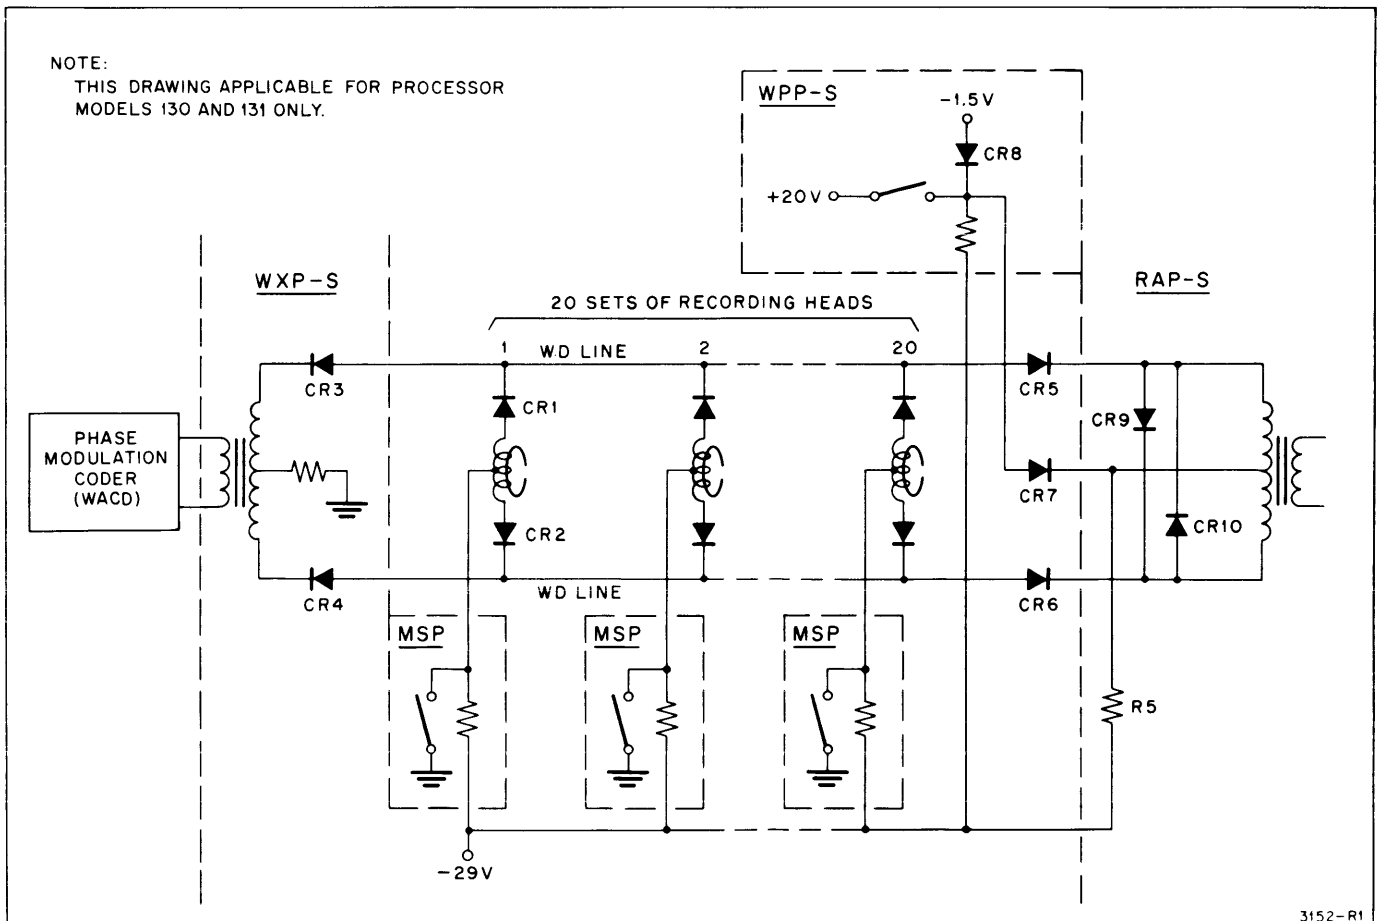 NOTE:
THIS DRAWING APPLICABLE FOR PROCESSOR
MODELS 130 AND 131 ONLY.
WPP-S
-1.5V
CR8
+20V
WXP-S
RAP-S
20 SETS OF RECORDING HEADS
1
WD LINE
2
20
CR3
CR5
CR1
CR9
PHASE
MODULATION
CODER
(WACD)
CR7
CR2
CR10
CR4
WD LINE
CR6
MSP
MSP
MSP
R5
-29V
3152-R1